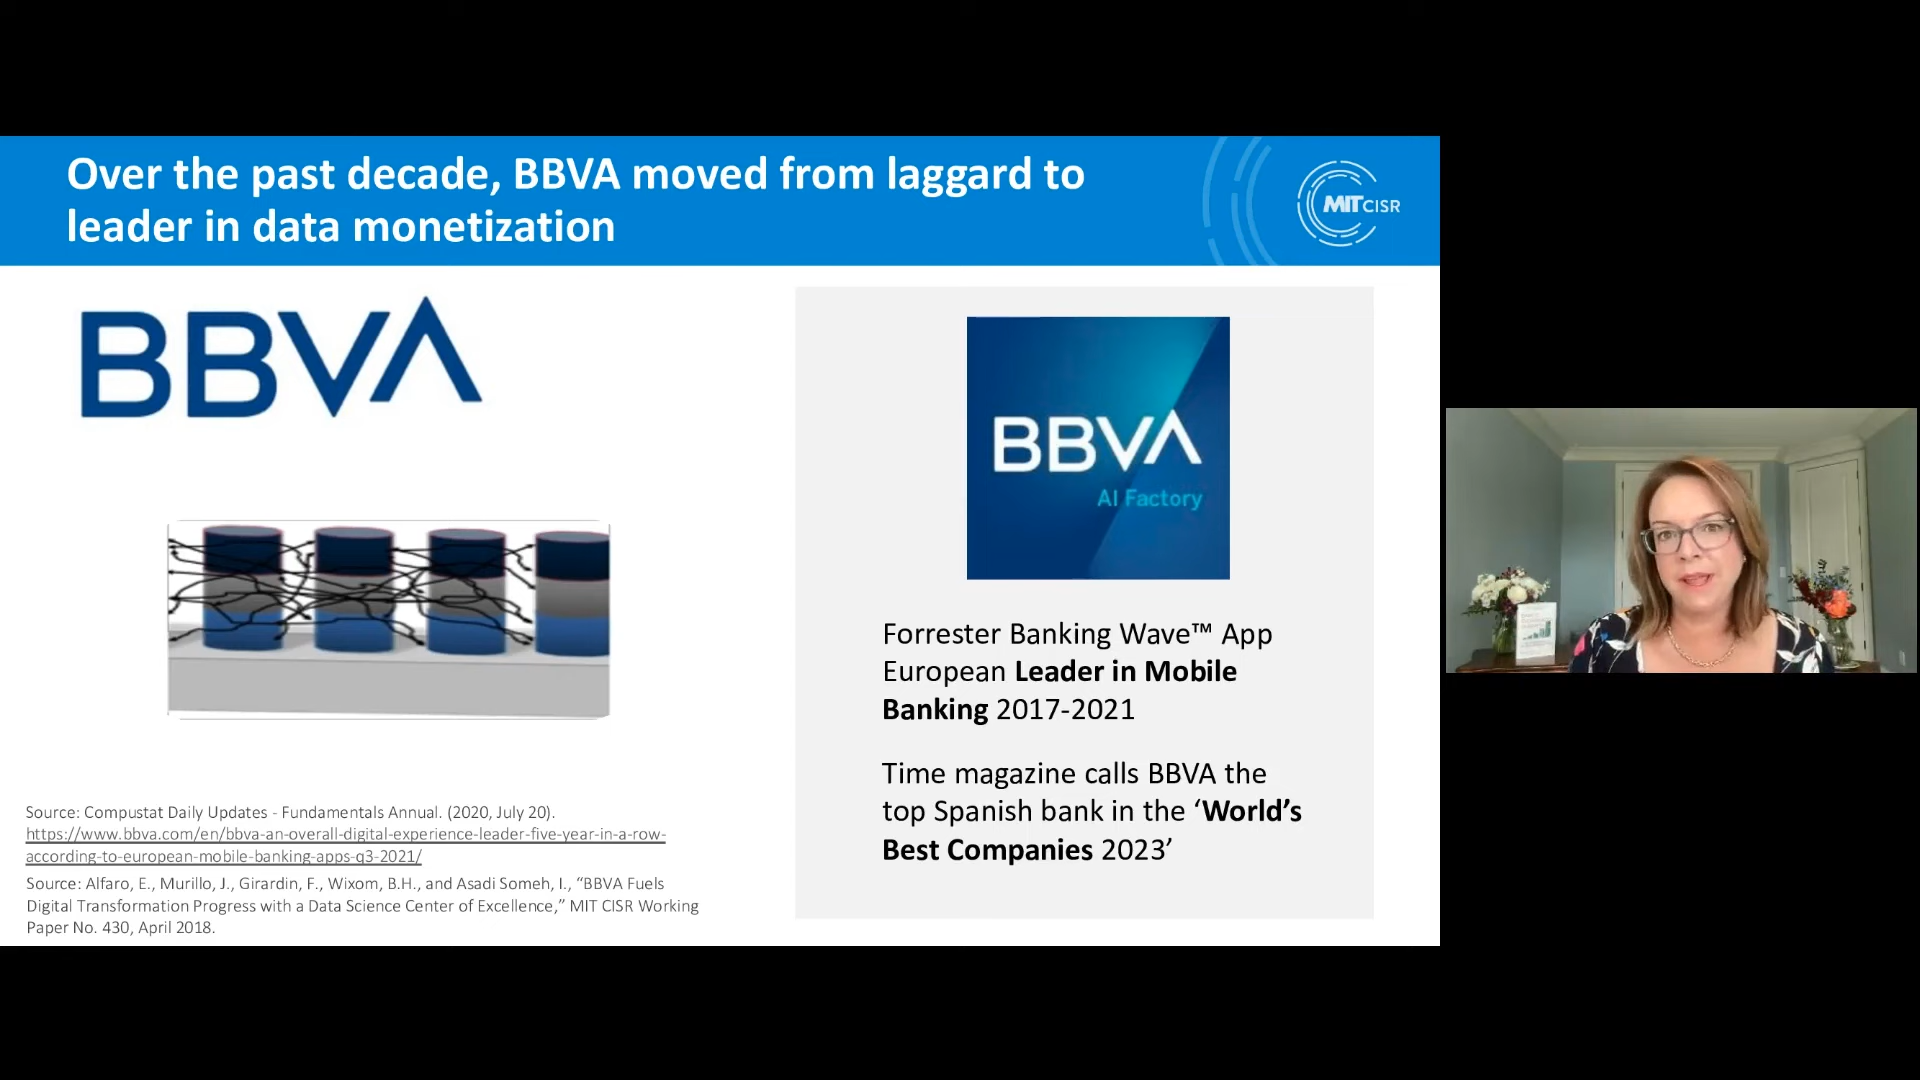 Over the past decade, BBVA moved from laggard to
leader in data monetization
MIT CISR
BBVA
BBVA
AI Factory
Forrester Banking Wave™ App
European Leader in Mobile
Banking 2017-2021
Time magazine calls BBVA the
top Spanish bank in the ‘World’s
Best Companies 2023’
Source: Compustat Daily Updates - Fundamentals Annual. (2020, July 20).
https://www.bbva.com/en/bbva-an-overall-digital-experience-leader-five-year-in-a-row-
according-to-european-mobile-banking-apps-q3-2021/
Source: Alfaro, E., Murillo, J., Girardin, F., Wixom, B.H., and Asadi Someh, I., “BBVA Fuels
Digital Transformation Progress with a Data Science Center of Excellence,” MIT CISR Working
Paper No. 430, April 2018.